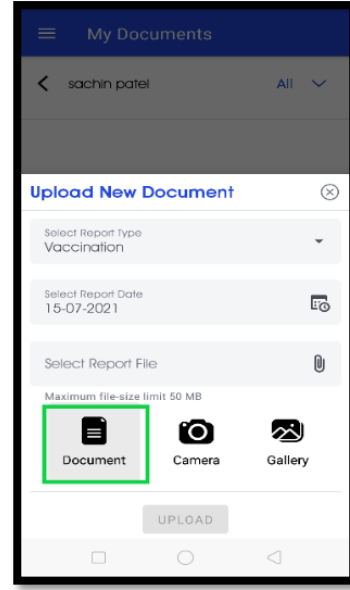 My Documents
sachin patel All
Upload New Document
Select Report Type
Vaccination
Select Report Date
15-07-2021
Select Report File
Maximum file-size limit 50 MB
Document Camera Gallery
UPLOAD